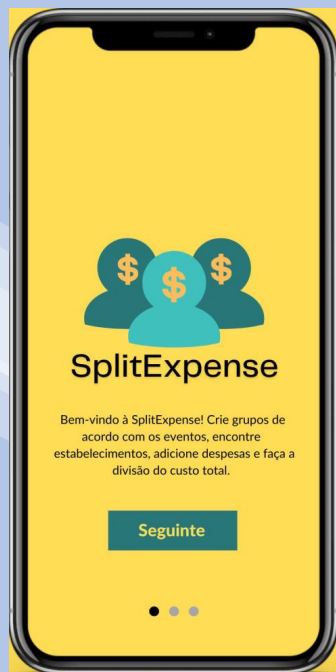 $ $ $
SplitExpense
Bem-vindo à SplitExpense! Crie grupos de
acordo com os eventos, encontre
estabelecimentos, adicione despesas e faça a
divisão do custo total.
Seguinte